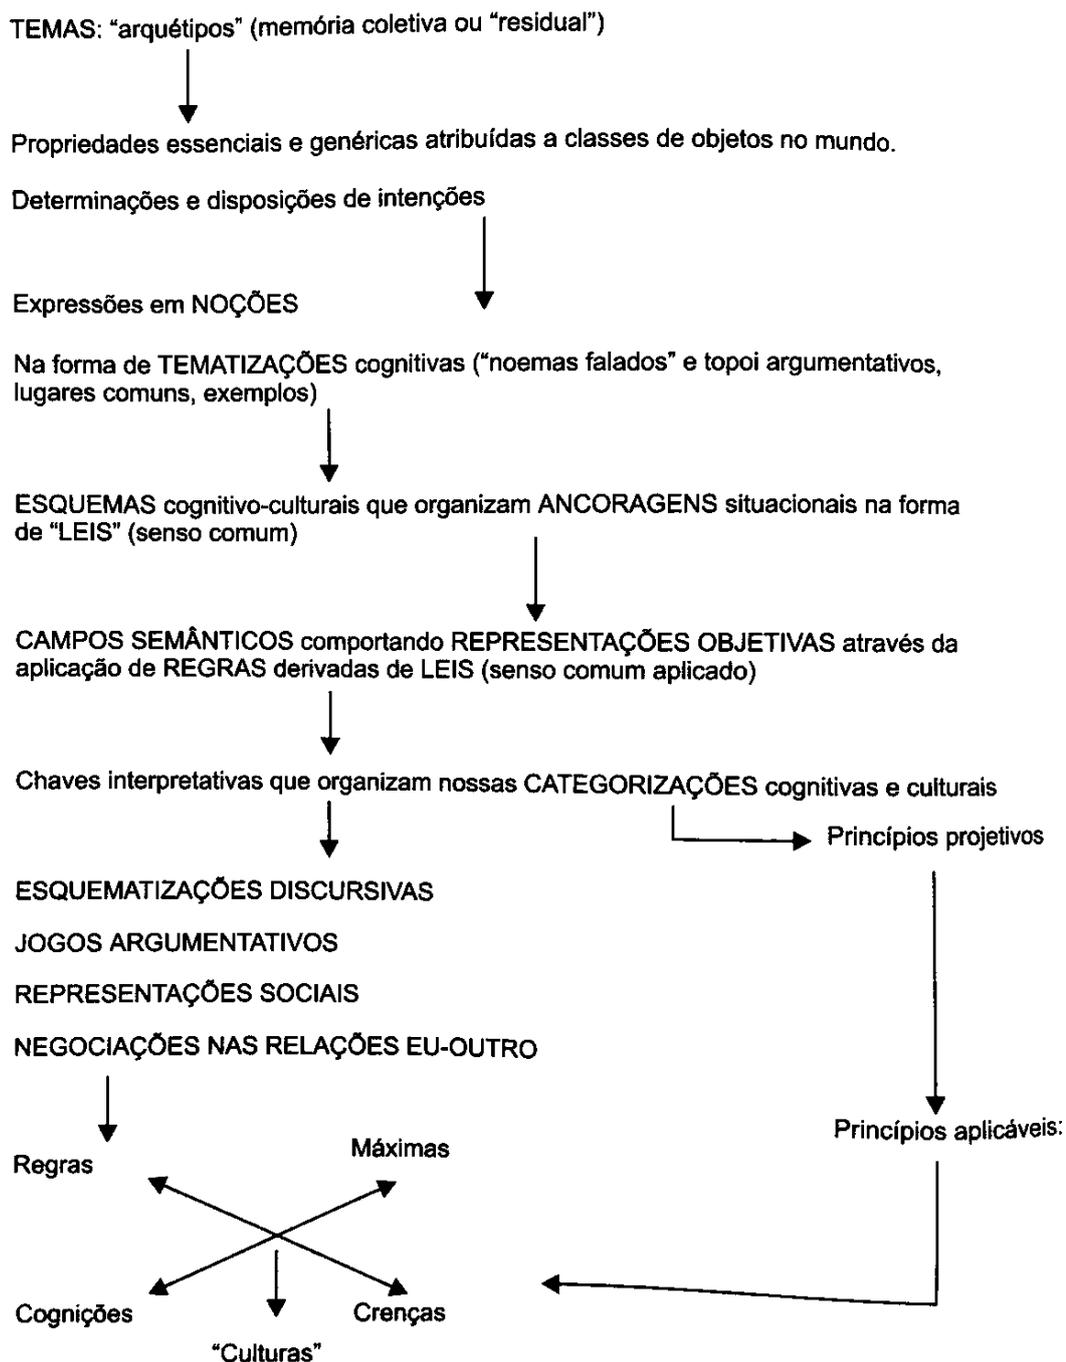 TEMAS: “arquétipos” (memória coletiva ou “residual”)
Propriedades essenciais e genéricas atribuídas a classes de objetos no mundo.
Determinações e disposições de intenções
Expressões em NOÇÕES
Na forma de TEMATIZAÇÕES cognitivas (“noemas falados” e topoi argumentativos,
lugares comuns, exemplos)
ESQUEMAS cognitivo-culturais que organizam ANCORAGENS situacionais na forma
de “LEIS” (senso comum)
CAMPOS SEMÂNTICOS comportando REPRESENTAÇÕES OBJETIVAS através da
aplicação de REGRAS derivadas de LEIS (senso comum aplicado)
Chaves interpretativas que organizam nossas CATEGORIZAÇÕES cognitivas e culturais
Princípios projetivos
ESQUEMATIZAÇÕES DISCURSIVAS
JOGOS ARGUMENTATIVOS
REPRESENTAÇÕES SOCIAIS
NEGOCIAÇÕES NAS RELAÇÕES EU-OUTRO
Princípios aplicáveis:
Regras
Máximas
Cognições
Crenças
“Culturas”